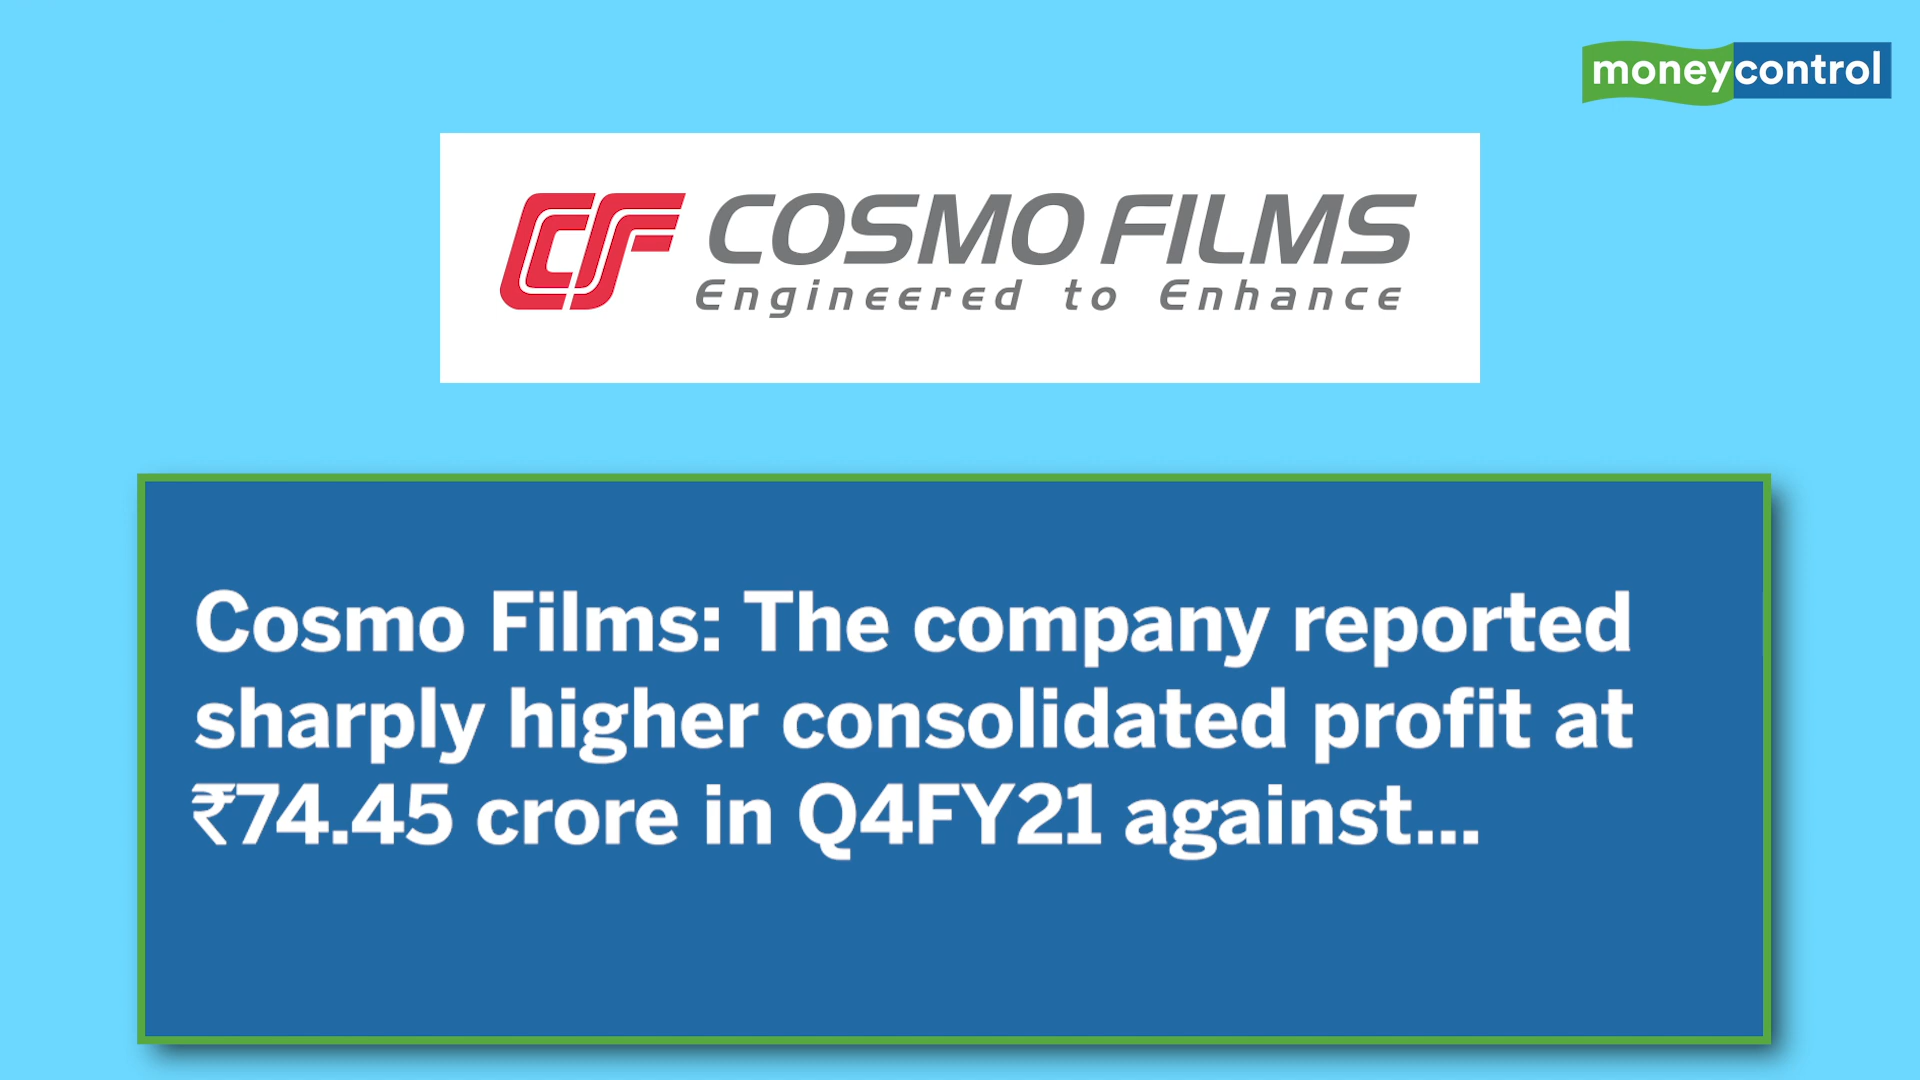 moneycontrol
CF COSMO FILMS
Engineered to Enhance
Cosmo Films: The company reported
sharply higher consolidated profit at
₹74.45 crore in Q4FY21 against...